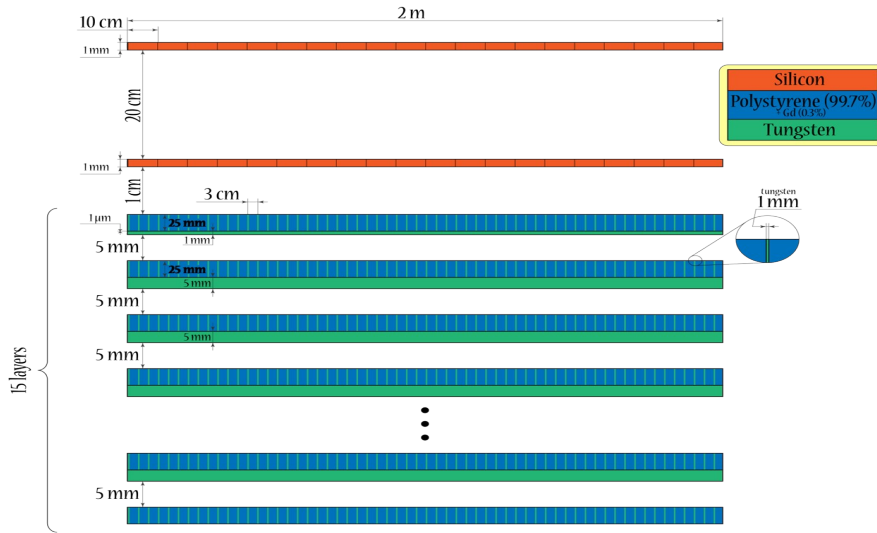 2 m
10 cm
1 mm
20 cm
Silicon
Polystyrene (99.7%)
+ Gd (0.3%)
Tungsten
1 mm
1 cm
3 cm
tungsten
1 mm
1 µm
25 mm
1 mm
5 mm
25 mm
5 mm
5 mm
5 mm
5 mm
15 layers
5 mm